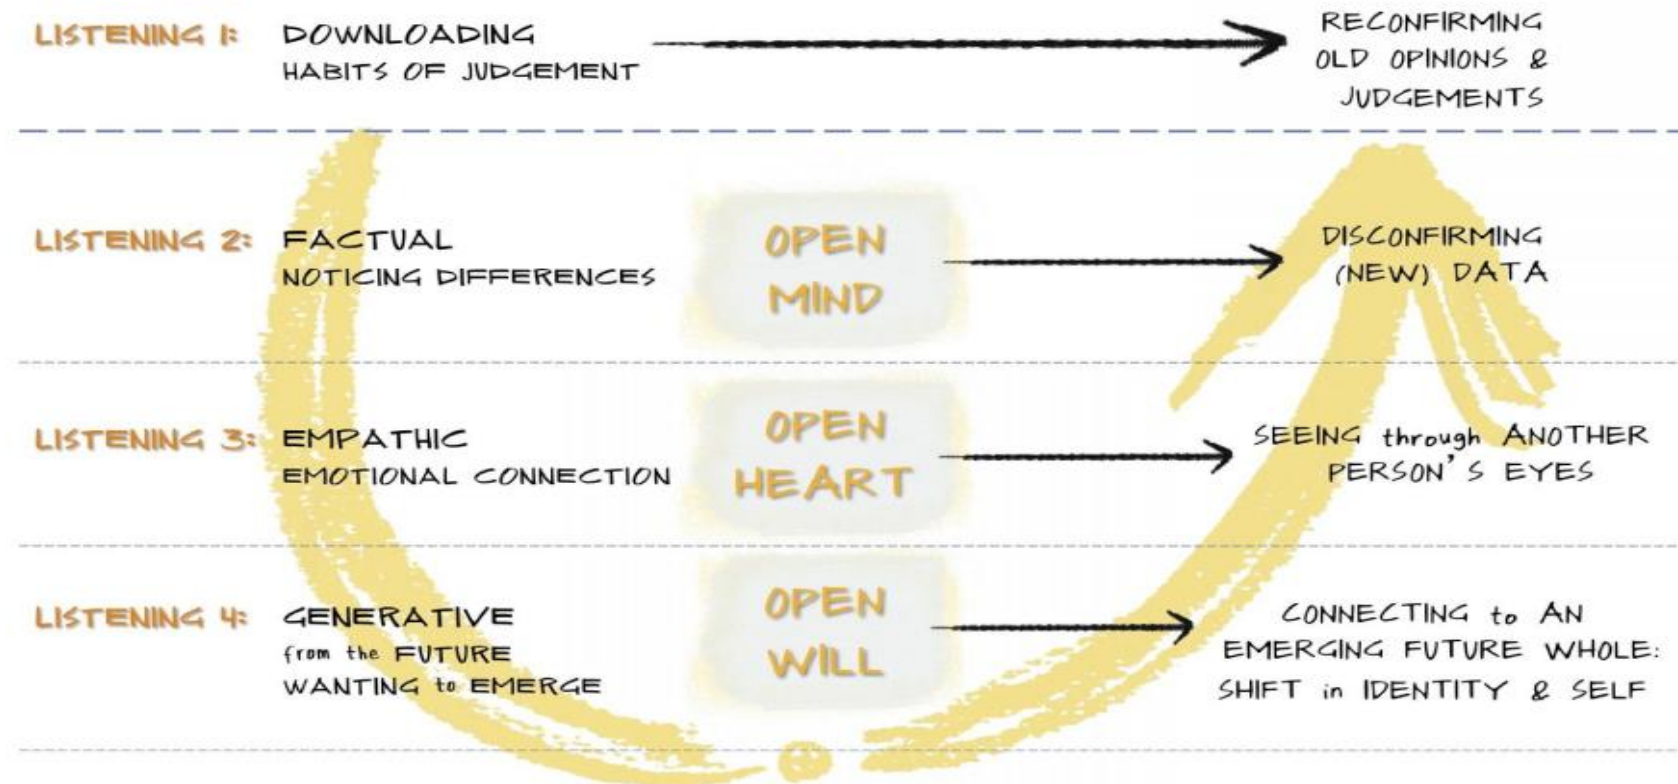 LISTENING 1: DOWNLOADING
HABITS OF JUDGEMENT
RECONFIRMING
OLD OPINIONS &
JUDGEMENTS
LISTENING 2: FACTUAL
NOTICING DIFFERENCES
OPEN
MIND
DISCONFIRMING
(NEW) DATA
LISTENING 3: EMPATHIC
EMOTIONAL CONNECTION
OPEN
HEART
SEEING through ANOTHER
PERSON'S EYES
LISTENING 4: GENERATIVE
from the FUTURE
WANTING to EMERGE
OPEN
WILL
CONNECTING to AN
EMERGING FUTURE WHOLE:
SHIFT in IDENTITY & SELF